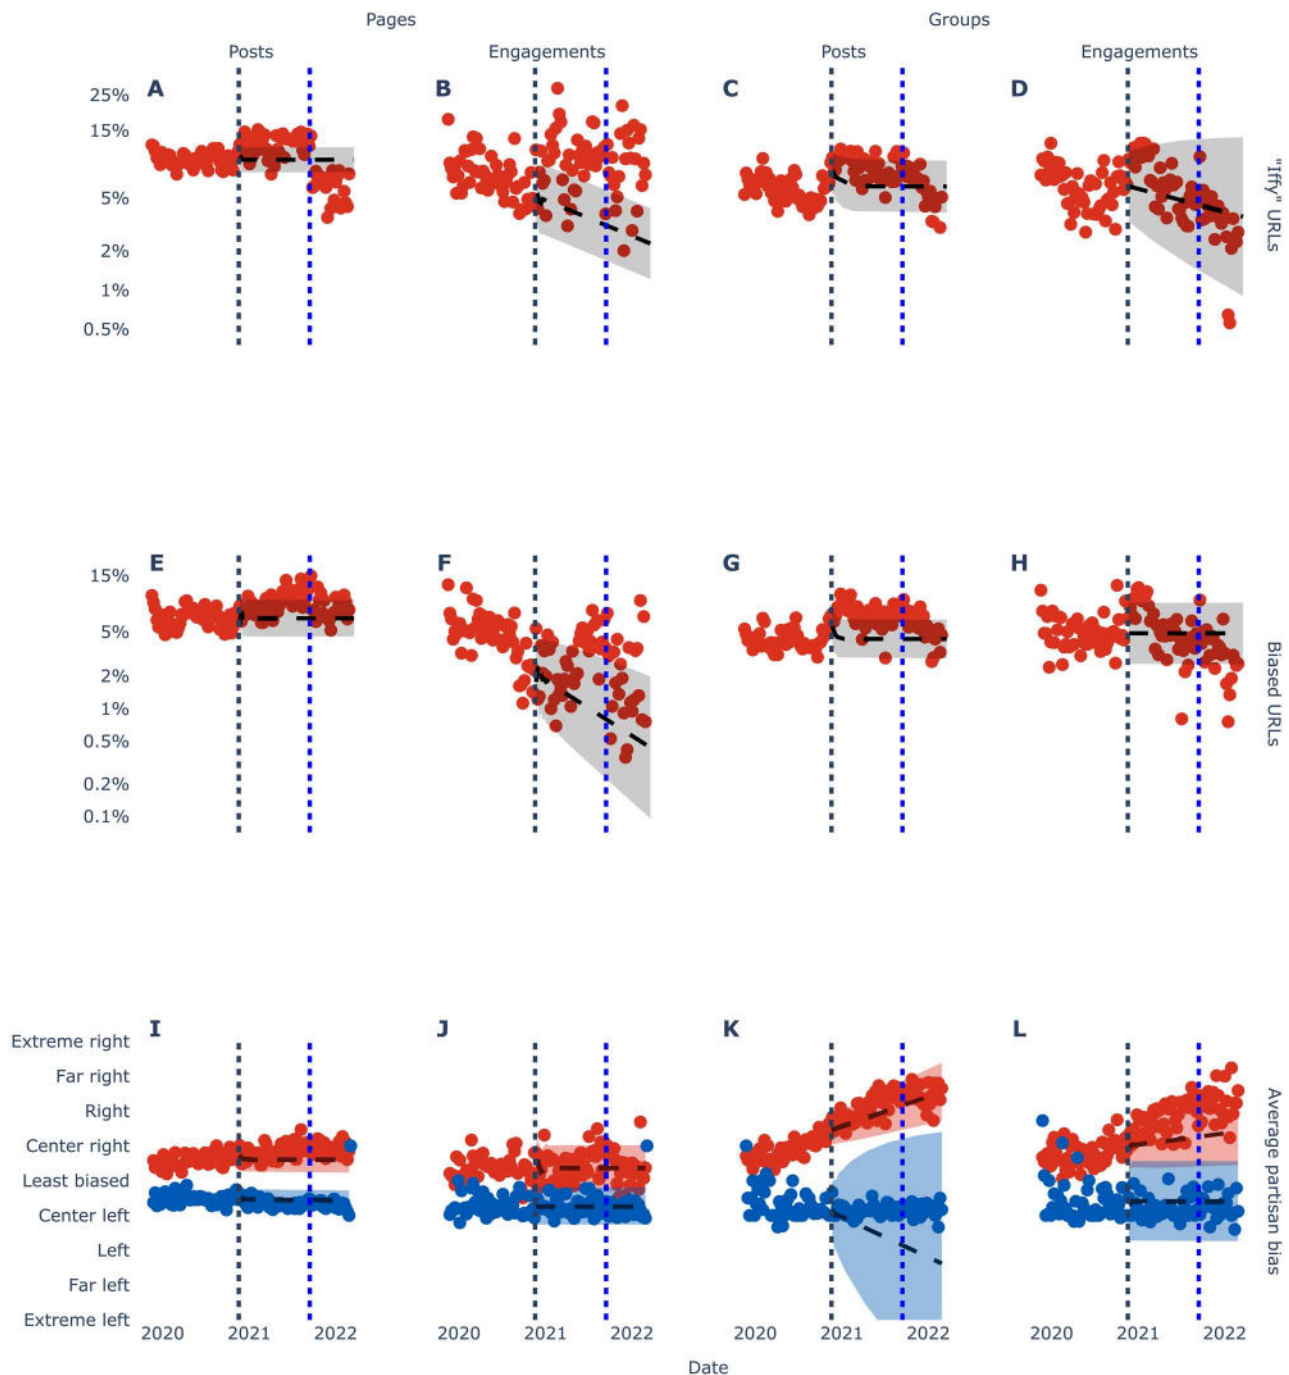 Pages Groups
Posts Engagements Posts Engagements
A B C D
25%
15%
5%
2%
1%
0.5%
"Iffy" URLs
E F G H
15%
5%
2%
1%
0.5%
0.2%
0.1%
Biased URLs
I J K L
Extreme right
Far right
Right
Center right
Least biased
Center left
Left
Far left
Extreme left
Average partisan bias
2020 2021 2022 2020 2021 2022 2020 2021 2022 2020 2021 2022
Date